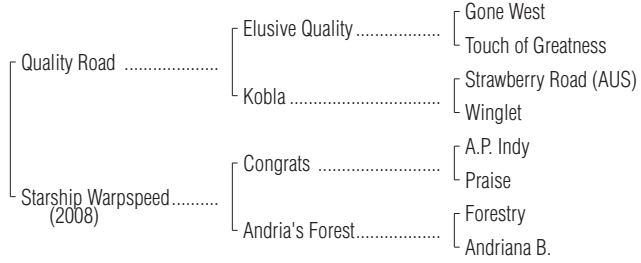 Gone West
Elusive Quality ..................
Touch of Greatness
Quality Road ....................
Strawberry Road (AUS)
Kobla ................................
Winglet
A.P. Indy
Congrats ..........................
Praise
Starship Warpspeed..........
(2008)
Forestry
Andria's Forest..................
Andriana B.